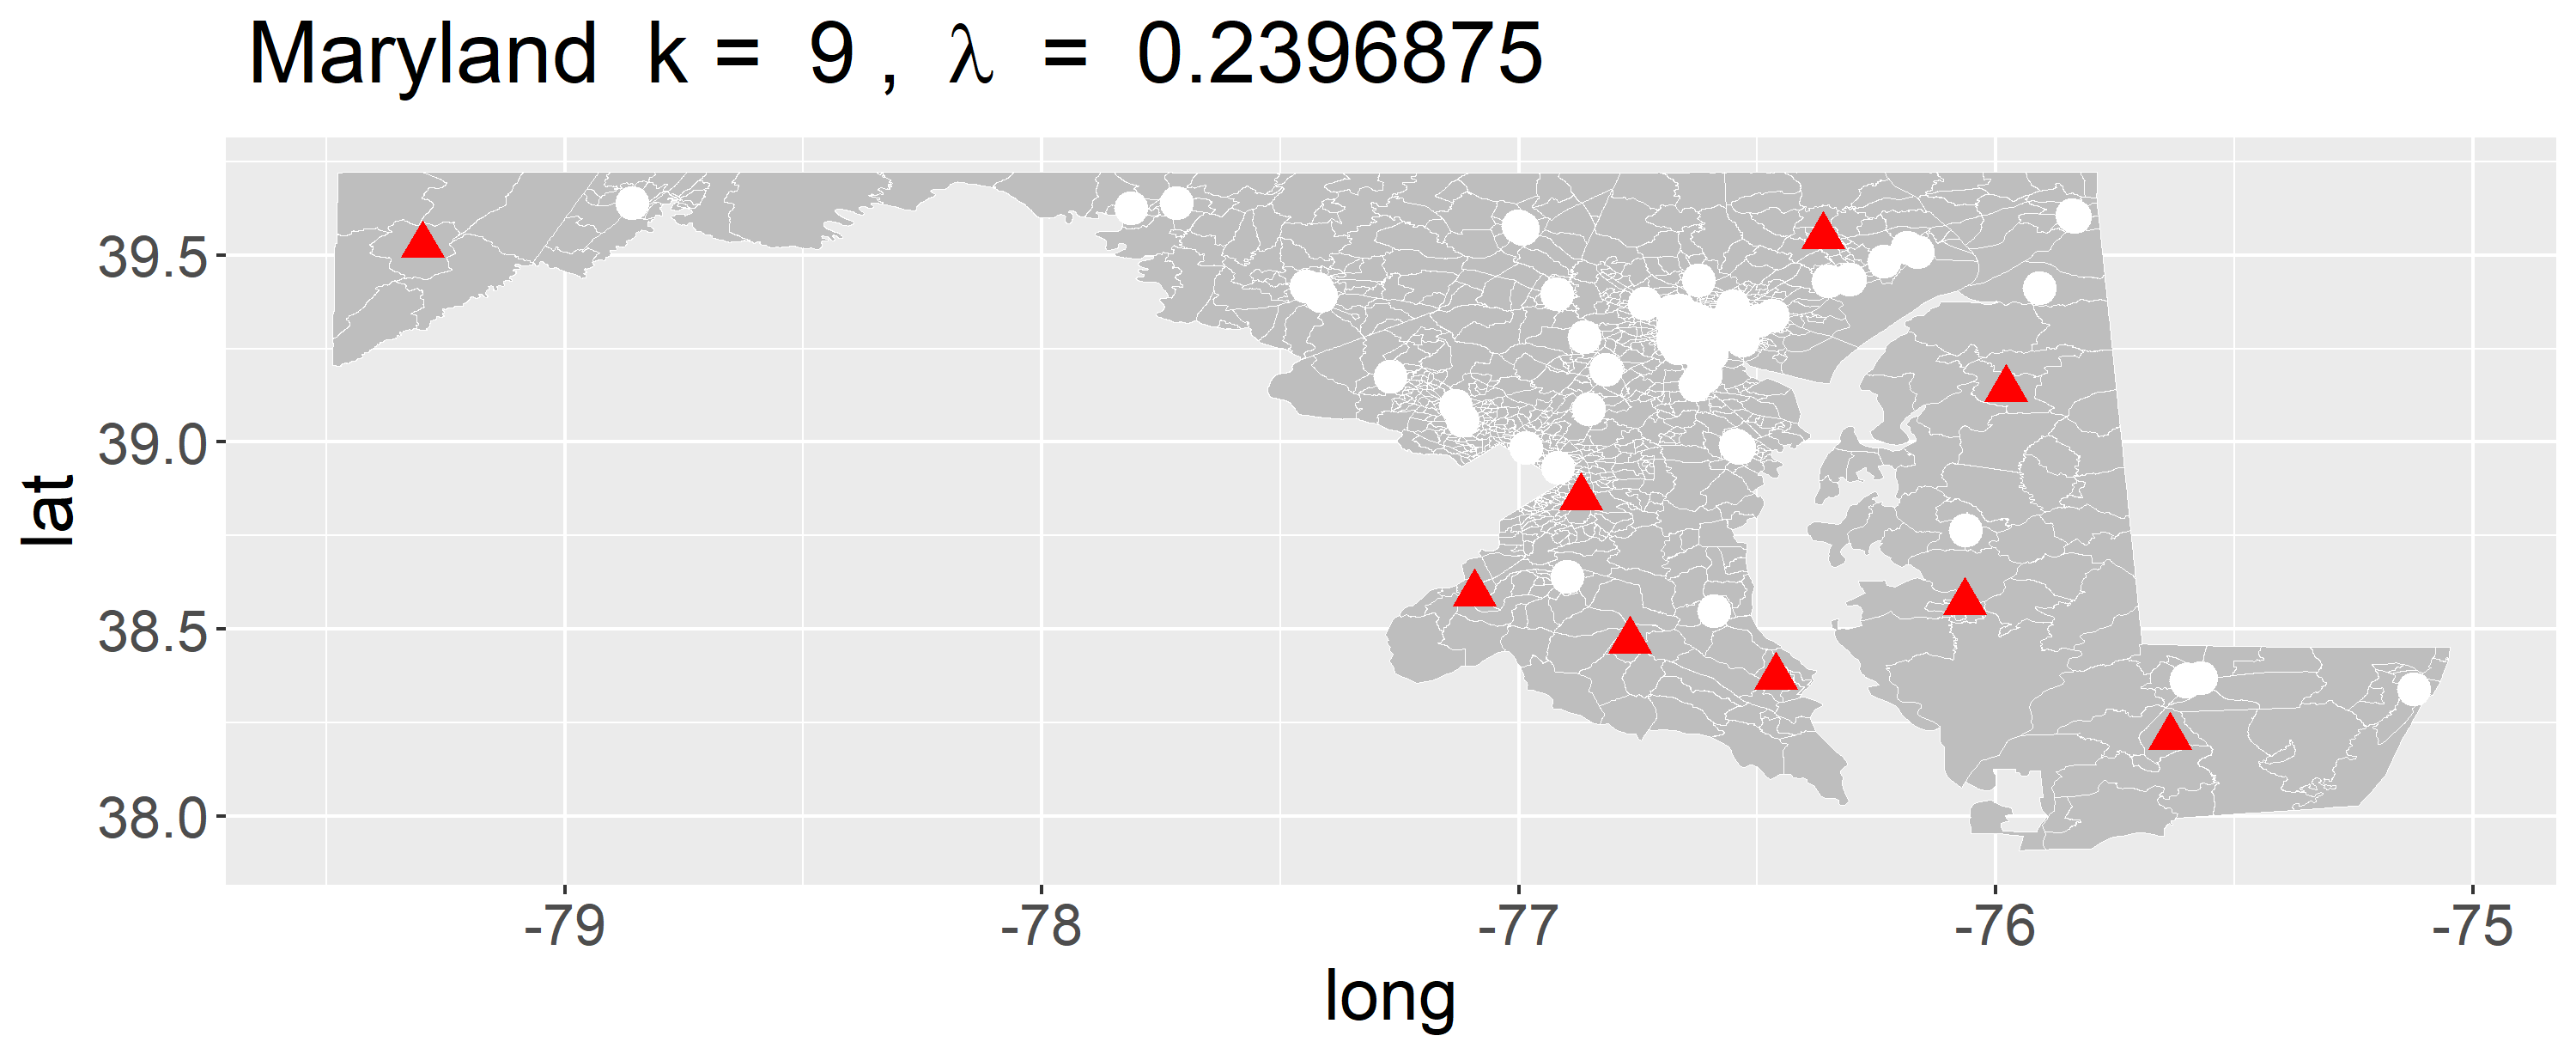 Maryland k = 9 , λ = 0.2396875
39.5
39.0
38.5
38.0
lat
-79 -78 -77 -76 -75
long